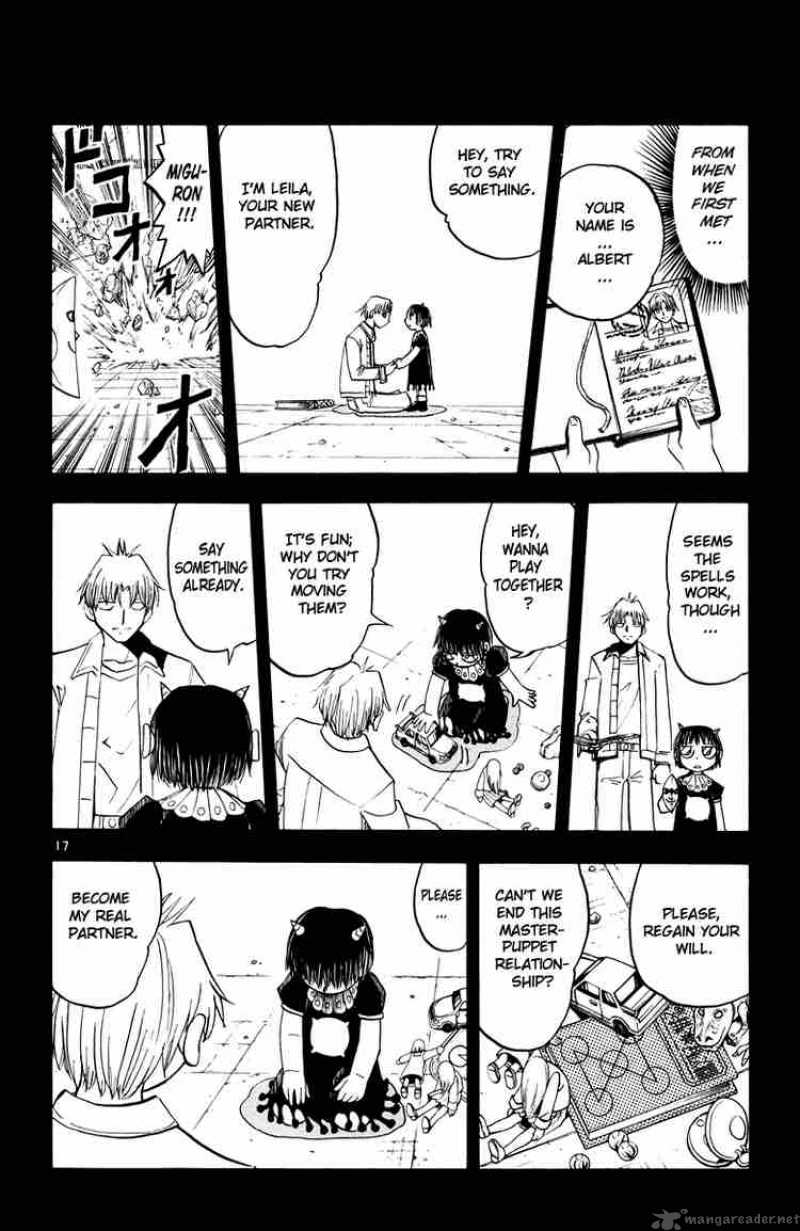 FROM
WHEN
WE
FIRST
MET
...
YOUR
NAME IS
...
ALBERT
...
HEY, TRY
TO SAY
SOMETHING.
I'M LEILA,
YOUR NEW
PARTNER.
MIGU-
RON
!!!
ドゴオオオ
SEEMS
THE
SPELLS
WORK,
THOUGH
...
HEY,
WANNA
PLAY
TOGETHER
?
IT'S FUN;
WHY DON'T
YOU TRY
MOVING
THEM?
SAY
SOMETHING
ALREADY.
17
PLEASE,
REGAIN YOUR
WILL.
CAN'T WE
END THIS
MASTER-
PUPPET
RELATION-
SHIP?
PLEASE
...
BECOME
MY REAL
PARTNER.
mangareader.net